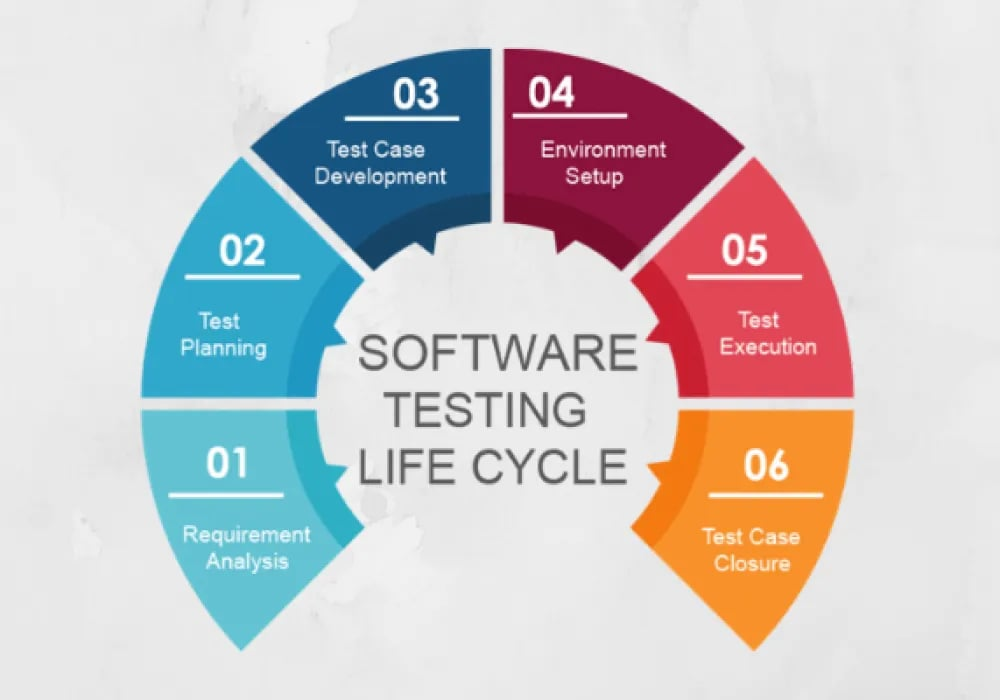 01
Requirement
Analysis
02
Test
Planning
03
Test Case
Development
04
Environment
Setup
05
Test
Execution
06
Test Case
Closure
SOFTWARE
TESTING
LIFE CYCLE